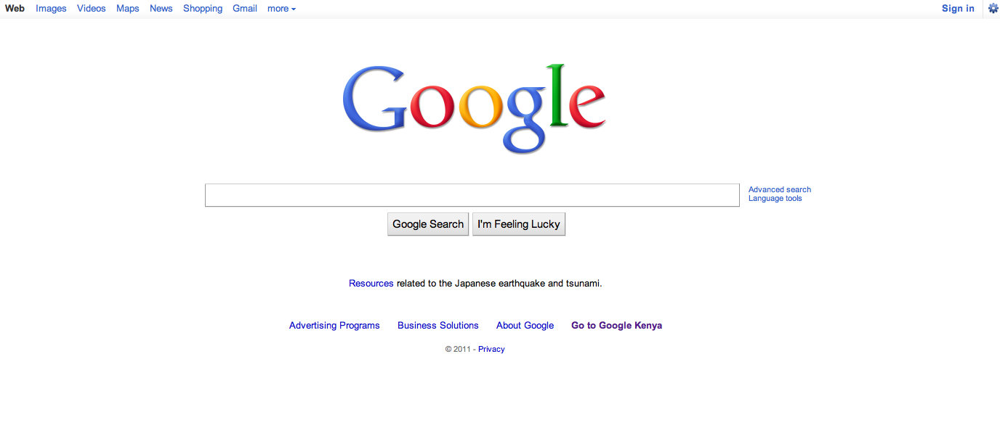 Web Images Videos Maps News Shopping Gmail more Sign in
Google
Advanced search
Language tools
Google Search I'm Feeling Lucky
Resources related to the Japanese earthquake and tsunami.
Advertising Programs Business Solutions About Google Go to Google Kenya
© 2011 - Privacy